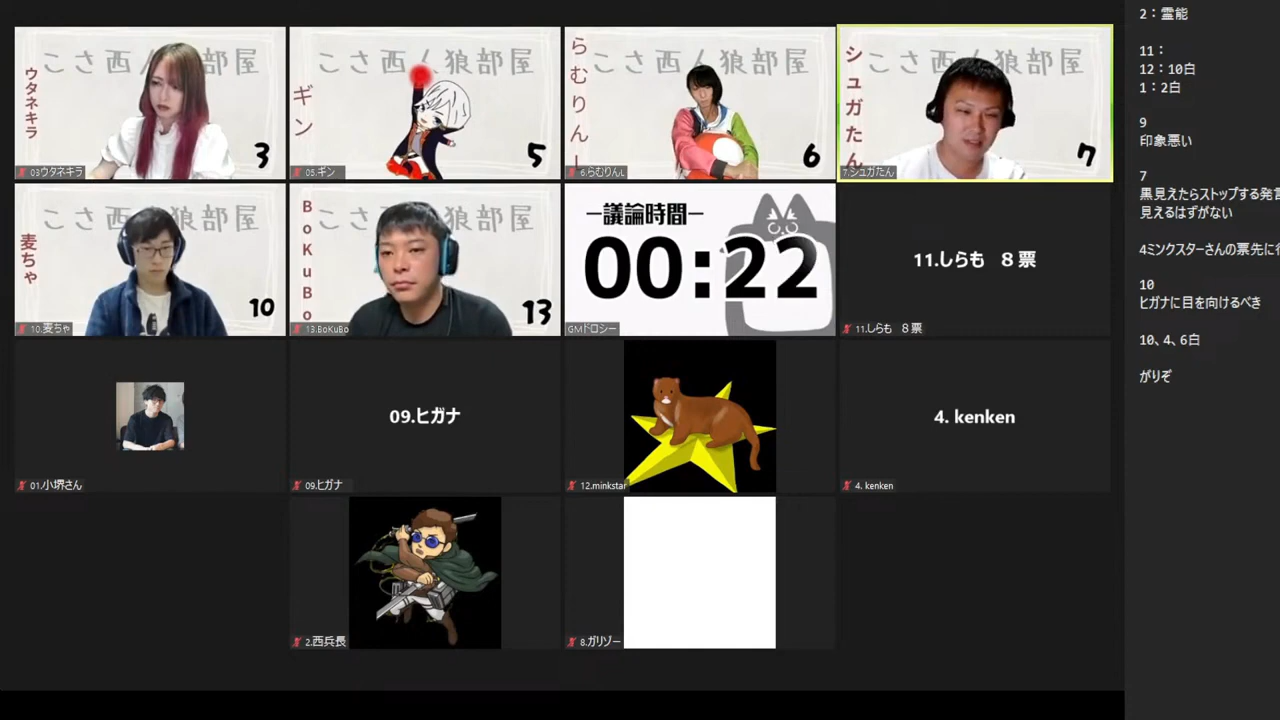 こさ西人狼部屋
ウタネキラ
3
03ウタネキラ
こさ西人狼部屋
ギン
5
05.ギン
こさ西人狼部屋
らむりんし
6
6.らむりんし
こさ西人狼部屋
シュガたん
7
7.シュガたん
こさ西人狼部屋
麦ちゃ
10
10.麦ちゃ
こさ西人狼部屋
BoKuBo
13
13.BoKuBo
ー議論時間ー
00:22
GMドロシー
11.しらも 8票
11.しらも 8票
01.小堺さん
09.ヒガナ
09.ヒガナ
12.minkstar
4. kenken
4. kenken
2.西兵長
8.ガリゾー
2：霊能
11：
12：10白
1：2白
9
印象悪い
7
黒見えたらストップする発言
見えるはずがない
4ミンクスターさんの票先に
10
ヒガナに目を向けるべき
10、4、6白
がりぞ